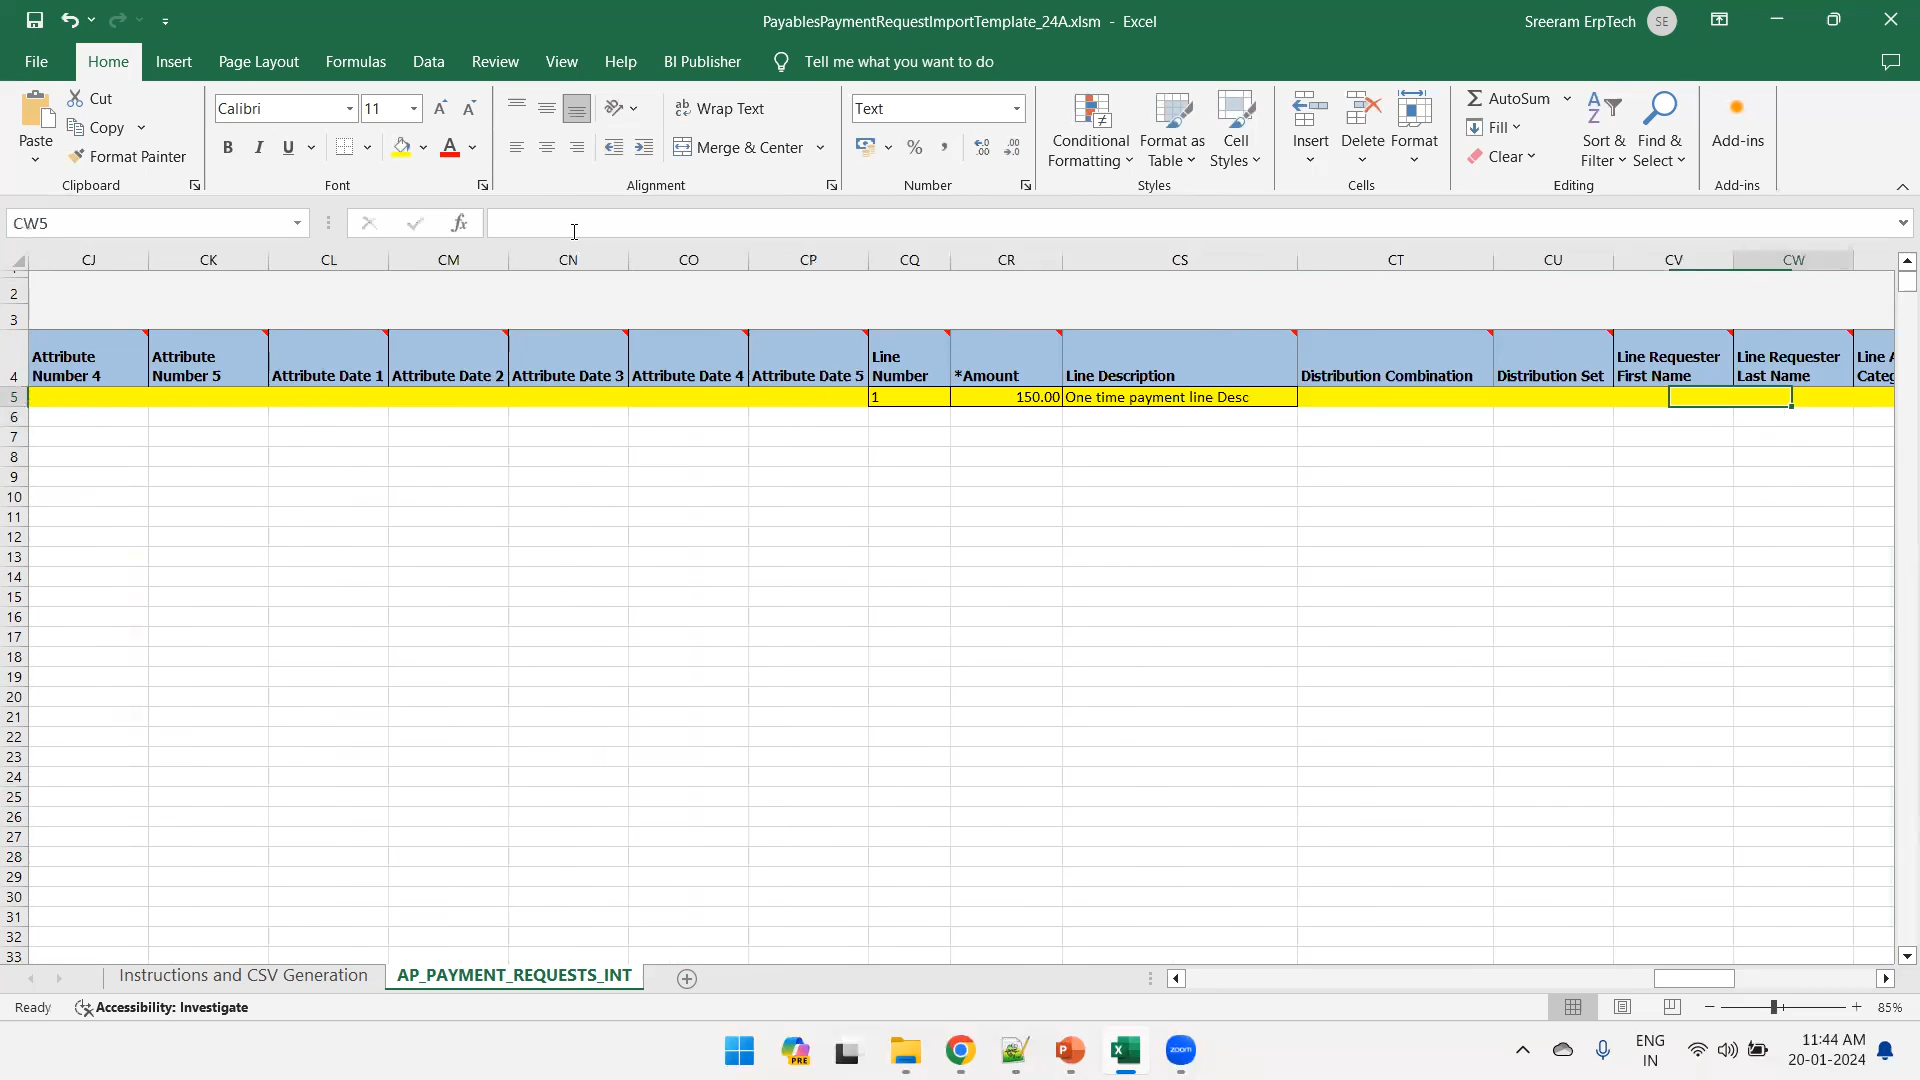 PayablesPaymentRequestImportTemplate_24A.xlsm - Excel
Sreeram ErpTech
SE
File Home Insert Page Layout Formulas Data Review View Help BI Publisher Tell me what you want to do
Paste
Cut
Copy
Format Painter
Clipboard
Calibri 11
B I U A
Font
Wrap Text
Merge & Center
Alignment
Text
%
Number
Conditional Formatting
Format as Table
Cell Styles
Styles
Insert Delete Format
Cells
AutoSum
Fill
Clear
Sort & Filter
Find & Select
Editing
Add-ins
Add-ins
CW5
fx
CJ CK CL CM CN CO CP CQ CR CS CT CU CV CW
2
3
4 Attribute Number 4 Attribute Number 5 Attribute Date 1 Attribute Date 2 Attribute Date 3 Attribute Date 4 Attribute Date 5 Line Number *Amount Line Description Distribution Combination Distribution Set Line Requester First Name Line Requester Last Name Line
5 1 150.00 One time payment line Desc
6
7
8
9
10
11
12
13
14
15
16
17
18
19
20
21
22
23
24
25
26
27
28
29
30
31
32
33
Instructions and CSV Generation AP_PAYMENT_REQUESTS_INT
Ready Accessibility: Investigate 85%
PRE
zoom
ENG
IN
11:44 AM
20-01-2024